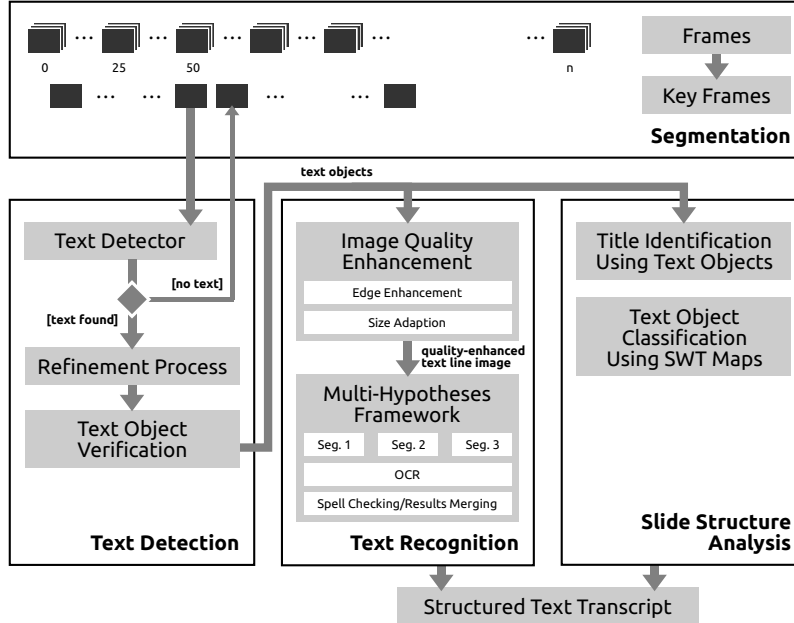 ... ... ... ... ... ...
Frames
0 25 50 n
... ... ... ...
Key Frames
Segmentation
text objects
Text Detector
[no text]
[text found]
Refinement Process
Text Object
Verification
Text Detection
Image Quality
Enhancement
Edge Enhancement
Size Adaption
quality-enhanced
text line image
Multi-Hypotheses
Framework
Seg. 1 Seg. 2 Seg. 3
OCR
Spell Checking/Results Merging
Text Recognition
Title Identification
Using Text Objects
Text Object
Classification
Using SWT Maps
Slide Structure
Analysis
Structured Text Transcript